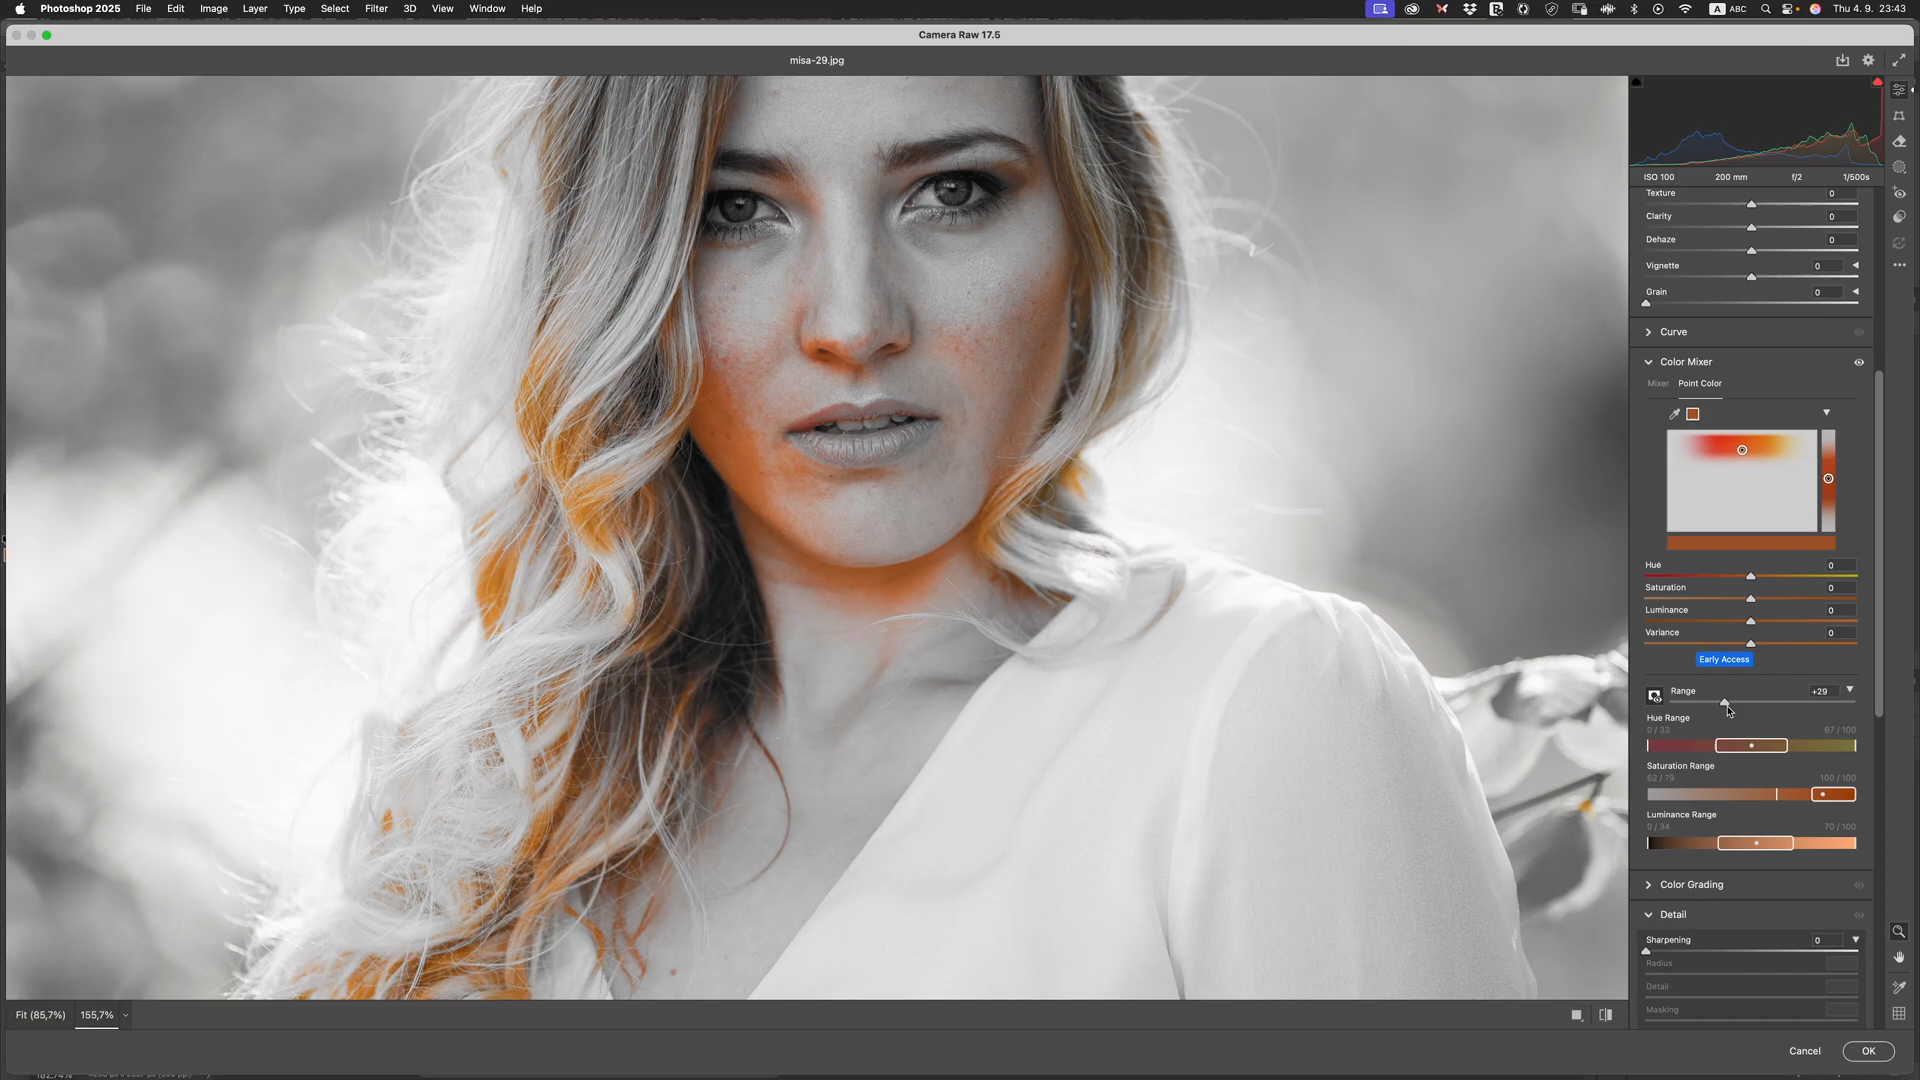 Photoshop 2025 File Edit Image Layer Type Select Filter 3D View Window Help
A ABC Thu 4. 9. 23:43
Camera Raw 17.5
misa-29.jpg
ISO 100 200 mm f/2 1/500s
Texture 0
Clarity 0
Dehaze 0
Vignette 0
Grain 0
Curve
Color Mixer
Mixer Point Color
Hue 0
Saturation 0
Luminance 0
Variance 0
Early Access
Range +29
Hue Range
0 / 33 67 / 100
Saturation Range
62 / 79 100 / 100
Luminance Range
0 / 34 70 / 100
Color Grading
Detail
Sharpening 0
Radius
Detail
Masking
Fit (85,7%) 155,7%
Cancel OK